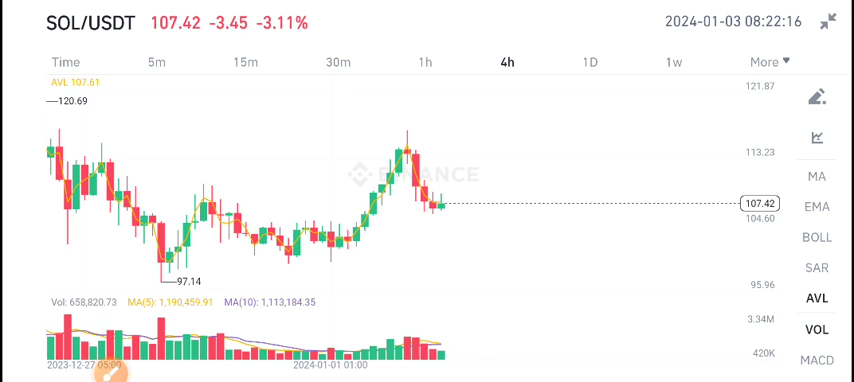 SOL/USDT 107.42 -3.45 -3.11% 2024-01-03 08:22:16
Time 5m 15m 30m 1h 4h 1D 1w More
AVL 107.61
121.87
120.69
113.23
BINANCE
107.42
104.60
97.14
95.96
Vol: 658,820.73 MA(5): 1,190,459.91 MA(10): 1,113,184.35
3.34M
420K
2023-12-27 05:00 2024-01-01 01:00
MA
EMA
BOLL
SAR
AVL
VOL
MACD